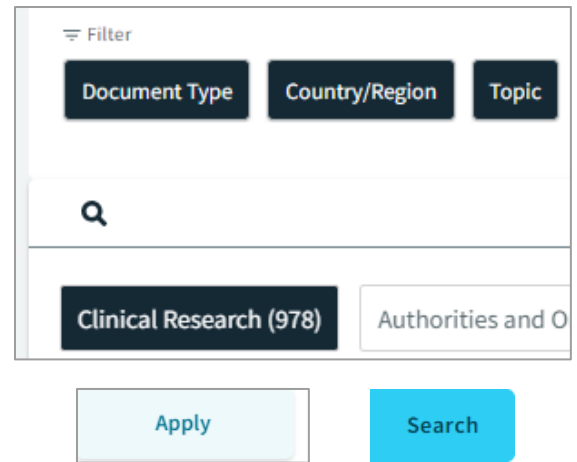 Filter
Document Type Country/Region Topic
Clinical Research (978) Authorities and O
Apply Search